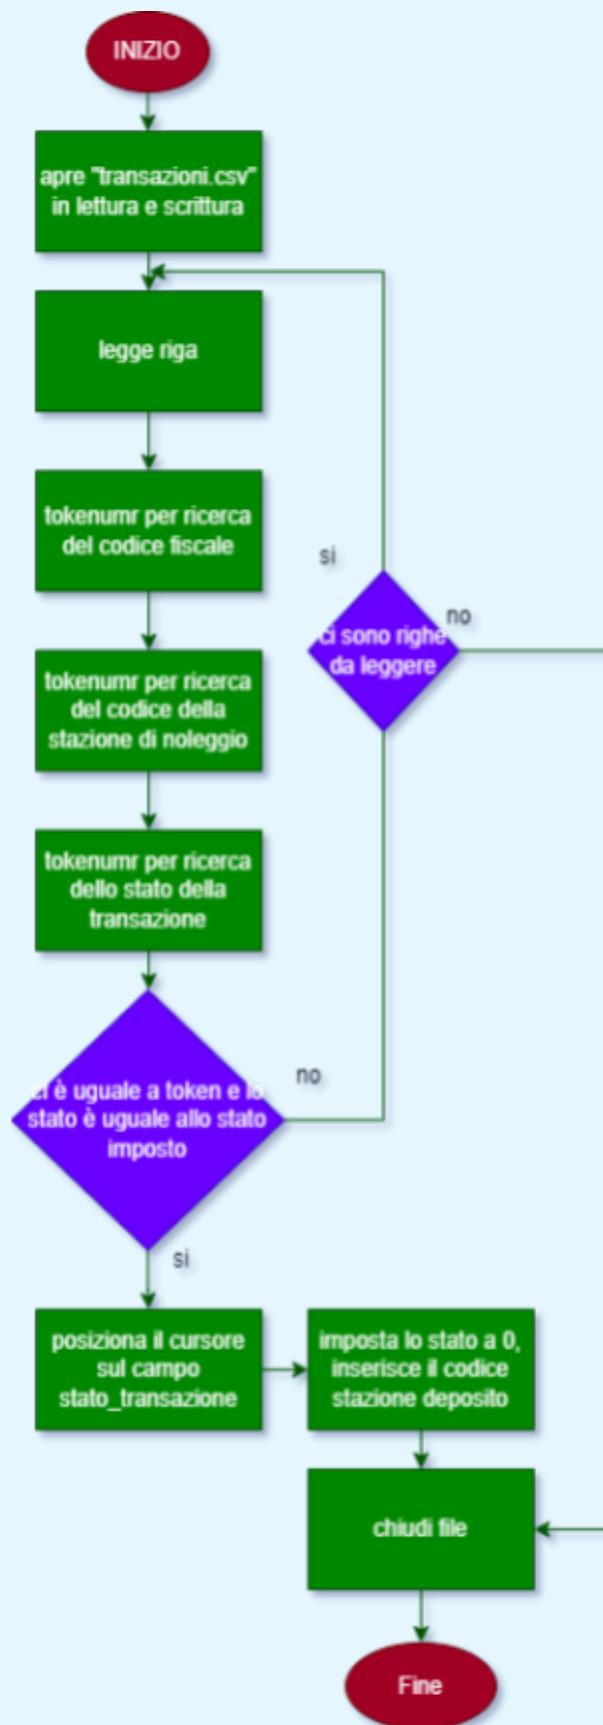 INIZIO
apre "transazioni.csv"
in lettura e scrittura
legge riga
tokenumr per ricerca
del codice fiscale
si
no
ci sono righe
da leggere
tokenumr per ricerca
del codice della
stazione di noleggio
tokenumr per ricerca
dello stato della
transazione
cf è uguale a token e lo
stato è uguale allo stato
imposto
no
si
posiziona il cursore
sul campo
stato_transazione
imposta lo stato a 0,
inserisce il codice
stazione deposito
chiudi file
Fine